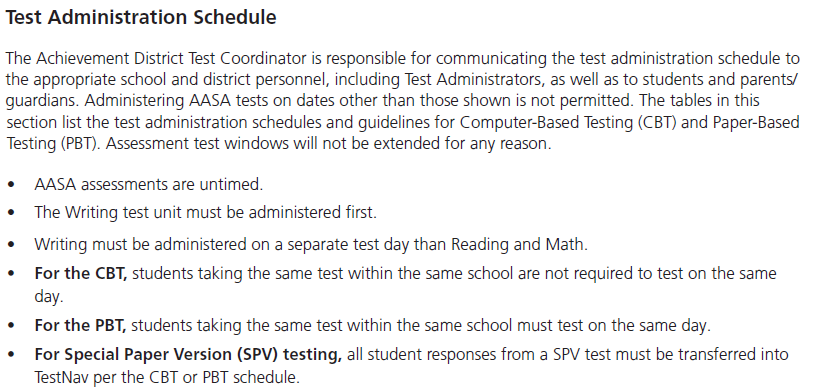 Test Administration Schedule
The Achievement District Test Coordinator is responsible for communicating the test administration schedule to
the appropriate school and district personnel, including Test Administrators, as well as to students and parents/
guardians. Administering AASA tests on dates other than those shown is not permitted. The tables in this
section list the test administration schedules and guidelines for Computer-Based Testing (CBT) and Paper-Based
Testing (PBT). Assessment test windows will not be extended for any reason.
• AASA assessments are untimed.
• The Writing test unit must be administered first.
• Writing must be administered on a separate test day than Reading and Math.
• For the CBT, students taking the same test within the same school are not required to test on the same
day.
• For the PBT, students taking the same test within the same school must test on the same day.
• For Special Paper Version (SPV) testing, all student responses from a SPV test must be transferred into
TestNav per the CBT or PBT schedule.